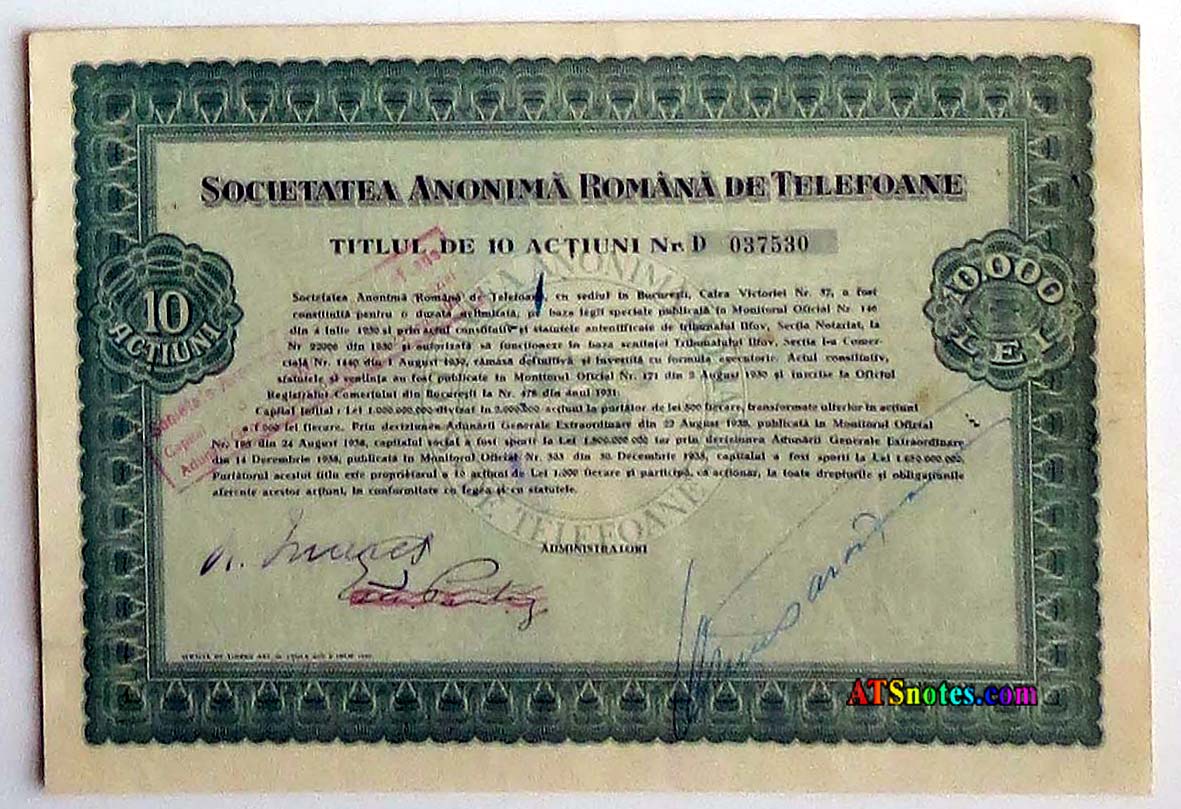 SOCIETATEA ANONIMĂ ROMÂNĂ DE TELEFOANE
TITLUL DE 10 ACȚIUNI Nr. D 037530
10
ACȚIUNI
10000
LEI
Societatea Anonimă Română de Telefoane, cu sediul în București, Calea Victoriei Nr. 37, a fost
constituită pentru o durată nelimitată, pe baza legii speciale publicată în Monitorul Oficial Nr. 146
din 4 Iulie 1930 și prin actul constitutiv și statutele autentificate de tribunalul Ilfov, Secția Notariat, la
Nr 22006 din 1930 și autorizată să funcționeze în baza sentinței Tribunalului Ilfov, Secția I-a Comer-
cială Nr. 1440 din 1 August 1930, rămasă definitivă și investită cu formula executorie. Actul constitutiv,
statutele și sentința au fost publicate în Monitorul Oficial Nr. 171 din 2 August 1930 și înscrise la Oficiul
Registrului Comerțului din București la Nr. 478 din anul 1931.
Capital inițial: Lei 1.000.000.000 divizat în 2.000.000 acțiuni la purtător de lei 500 fiecare, transformate ulterior în acțiuni
a 1.000 lei fiecare. Prin deciziunea Adunării Generale Extraordinare din 22 August 1938, publicată în Monitorul Oficial
Nr. 195 din 24 August 1938, capitalul social a fost sporit la Lei 1.500.000.000 iar prin deciziunea Adunării Generale Extraordinare
din 14 Decembrie 1938, publicată în Monitorul Oficial Nr. 303 din 30 Decembrie 1938, capitalul a fost sporit la Lei 1.650.000.000.
Purtătorul acestui titlu este proprietarul a 10 acțiuni de Lei 1.000 fiecare și participă, ca acționar, la toate drepturile și obligațiunile
aferente acestor acțiuni, în conformitate cu legea și cu statutele.
DE TELEFOANE
ADMINISTRATORI
ATSnotes.com